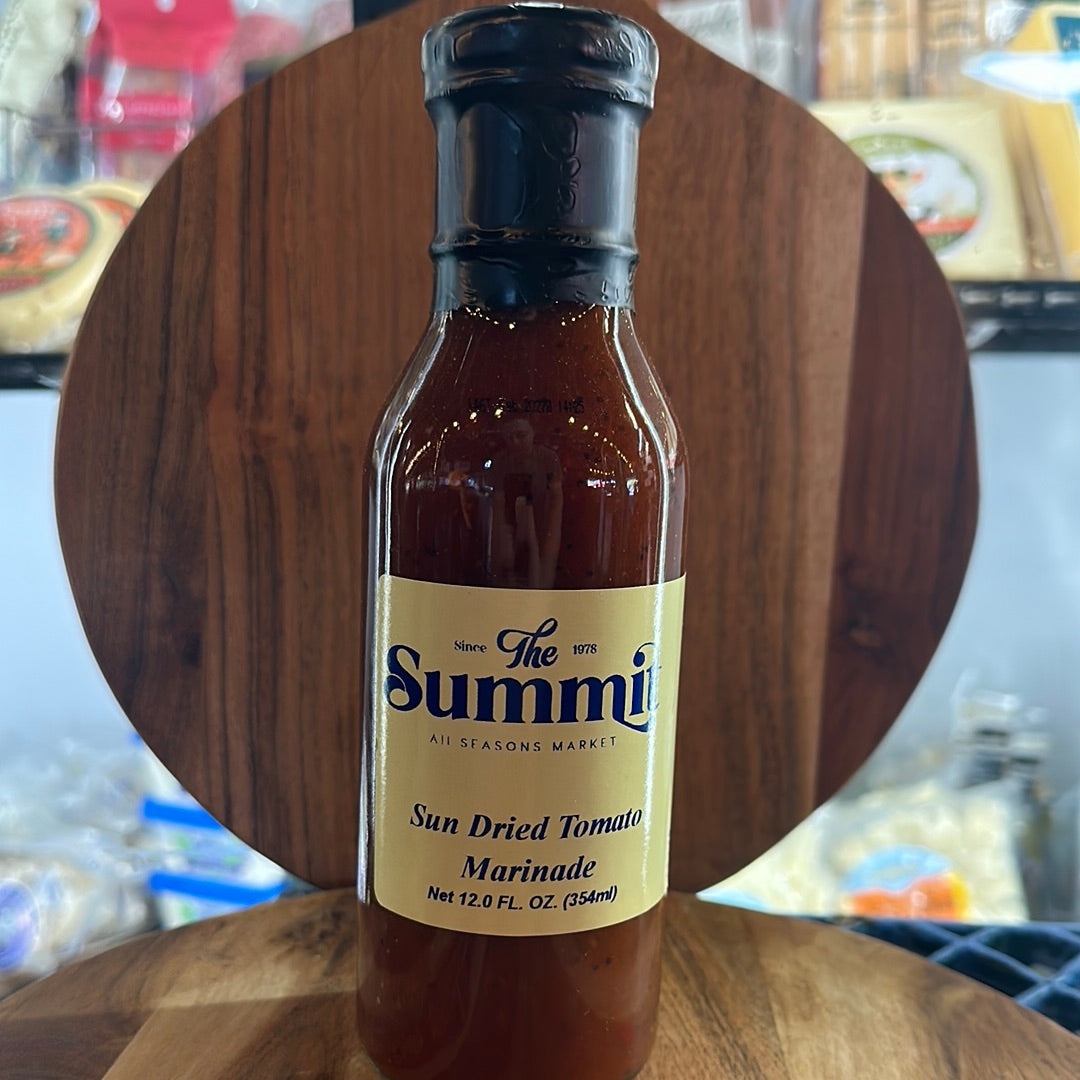 Since The 1978
Summit
All SEASONS MARKET
Sun Dried Tomato
Marinade
Net 12.0 FL. OZ. (354ml)